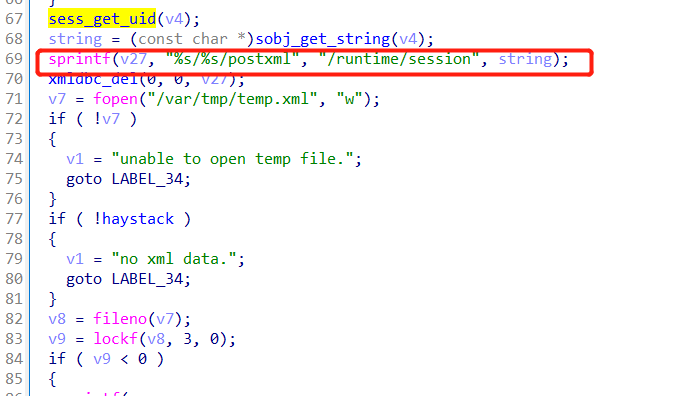 67 sess_get_uid(v4);
68 string = (const char *)sobj_get_string(v4);
69 sprintf(v27, "%s/%s/postxml", "/runtime/session", string);
70 xmldbc_del(0, 0, v27);
71 v7 = fopen("/var/tmp/temp.xml", "w");
72 if ( !v7 )
73 {
74 v1 = "unable to open temp file.";
75 goto LABEL_34;
76 }
77 if ( !haystack )
78 {
79 v1 = "no xml data.";
80 goto LABEL_34;
81 }
82 v8 = fileno(v7);
83 v9 = lockf(v8, 3, 0);
84 if ( v9 < 0 )
85 {